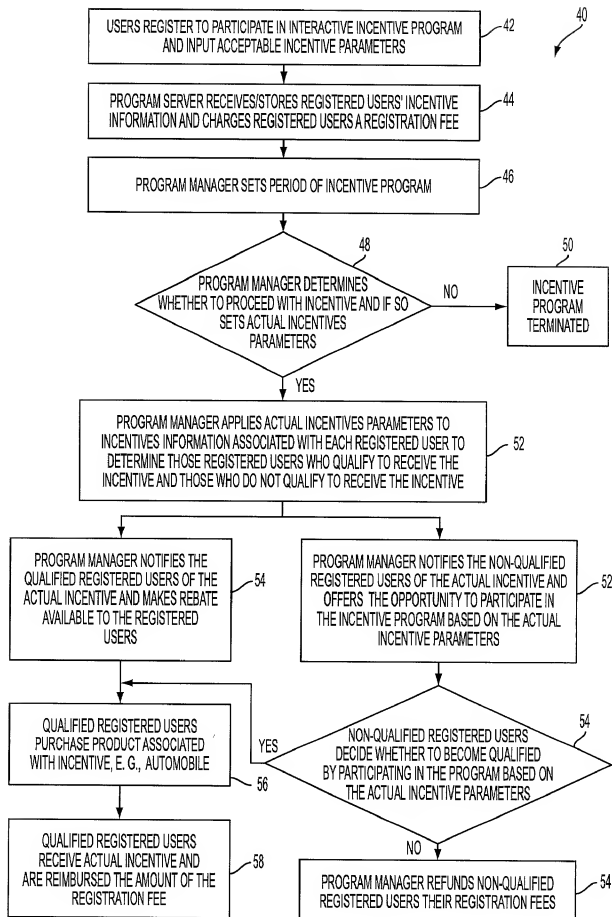 40
USERS REGISTER TO PARTICIPATE IN INTERACTIVE INCENTIVE PROGRAM
AND INPUT ACCEPTABLE INCENTIVE PARAMETERS
42
PROGRAM SERVER RECEIVES/STORES REGISTERED USERS' INCENTIVE
INFORMATION AND CHARGES REGISTERED USERS A REGISTRATION FEE
44
PROGRAM MANAGER SETS PERIOD OF INCENTIVE PROGRAM
46
48
PROGRAM MANAGER DETERMINES
WHETHER TO PROCEED WITH INCENTIVE AND IF SO
SETS ACTUAL INCENTIVES
PARAMETERS
NO
50
INCENTIVE
PROGRAM
TERMINATED
YES
PROGRAM MANAGER APPLIES ACTUAL INCENTIVES PARAMETERS TO
INCENTIVES INFORMATION ASSOCIATED WITH EACH REGISTERED USER TO
DETERMINE THOSE REGISTERED USERS WHO QUALIFY TO RECEIVE THE
INCENTIVE AND THOSE WHO DO NOT QUALIFY TO RECEIVE THE INCENTIVE
52
PROGRAM MANAGER NOTIFIES THE
QUALIFIED REGISTERED USERS OF THE
ACTUAL INCENTIVE AND MAKES REBATE
AVAILABLE TO THE REGISTERED
USERS
54
PROGRAM MANAGER NOTIFIES THE NON-QUALIFIED
REGISTERED USERS OF THE ACTUAL INCENTIVE AND
OFFERS THE OPPORTUNITY TO PARTICIPATE IN
THE INCENTIVE PROGRAM BASED ON THE ACTUAL
INCENTIVE PARAMETERS
52
QUALIFIED REGISTERED USERS
PURCHASE PRODUCT ASSOCIATED
WITH INCENTIVE, E. G., AUTOMOBILE
56
YES
NON-QUALIFIED REGISTERED USERS
DECIDE WHETHER TO BECOME QUALIFIED
BY PARTICIPATING IN THE PROGRAM BASED ON
THE ACTUAL INCENTIVE PARAMETERS
54
NO
QUALIFIED REGISTERED USERS
RECEIVE ACTUAL INCENTIVE AND
ARE REIMBURSED THE AMOUNT OF THE
REGISTRATION FEE
58
PROGRAM MANAGER REFUNDS NON-QUALIFIED
REGISTERED USERS THEIR REGISTRATION FEES
54